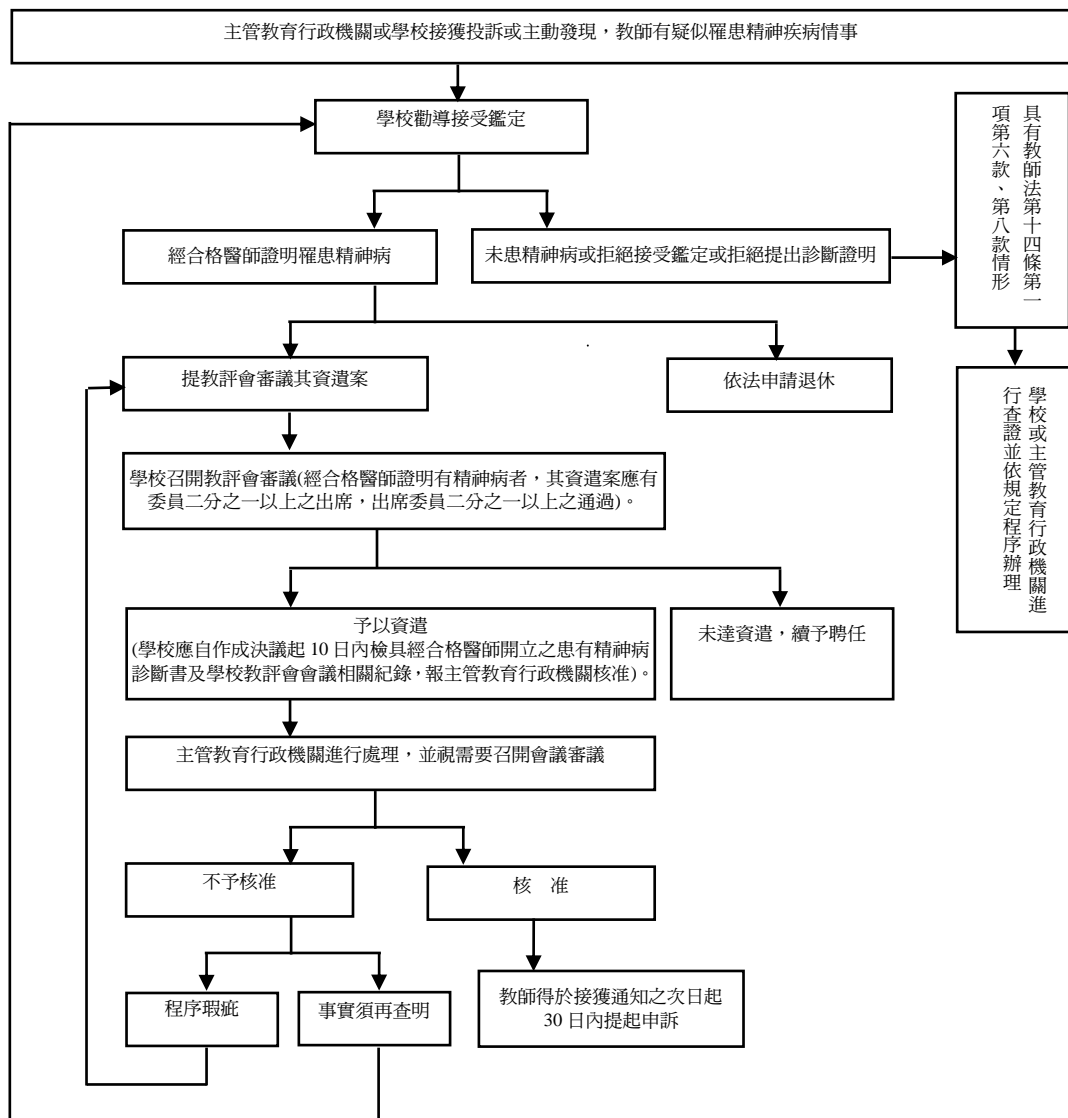 主管教育行政機關或學校接獲投訴或主動發現，教師有疑似罹患精神疾病情事
學校勸導接受鑑定
具有教師法第十四條第一
項第六款、第八款情形
經合格醫師證明罹患精神病
未患精神病或拒絕接受鑑定或拒絕提出診斷證明
提教評會審議其資遣案
依法申請退休
學校或主管教育行政機關進
行查證並依規定程序辦理
學校召開教評會審議(經合格醫師證明有精神病者，其資遣案應有
委員二分之一以上之出席，出席委員二分之一以上之通過)。
予以資遣
(學校應自作成決議起 10 日內檢具經合格醫師開立之患有精神病
診斷書及學校教評會會議相關紀錄，報主管教育行政機關核准)。
未達資遣，續予聘任
主管教育行政機關進行處理，並視需要召開會議審議
不予核准
核　准
程序瑕疵
事實須再查明
教師得於接獲通知之次日起
30 日內提起申訴